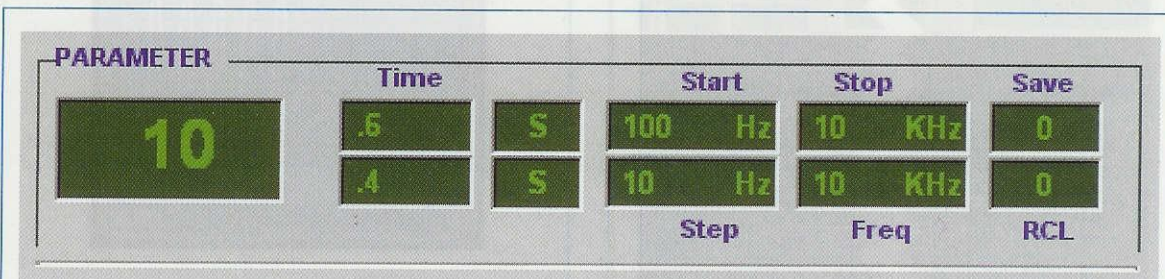 PARAMETER
Time Start Stop Save
10
.6 S 100 Hz 10 KHz 0
.4 S 10 Hz 10 KHz 0
Step Freq RCL